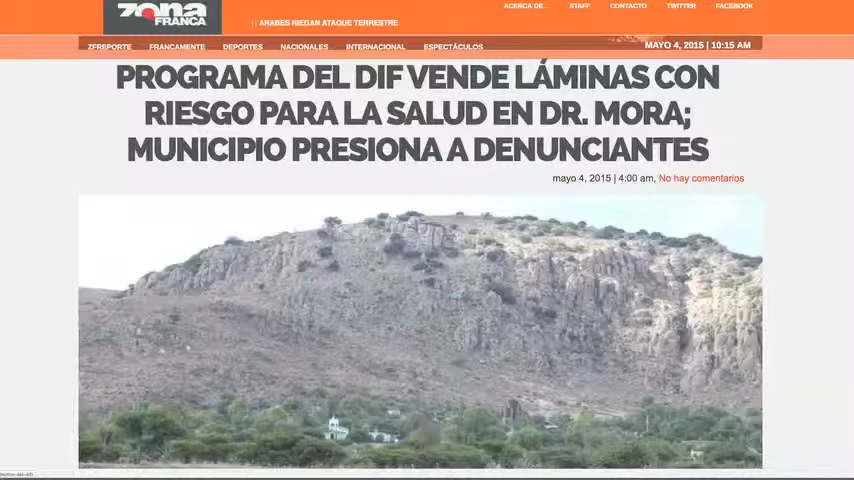 zona
FRANCA
ARABES NIEGAN ATAQUE TERRESTRE
ACERCA DE... STAFF CONTACTO TWITTER FACEBOOK
ZFREPORTE FRANCAMENTE DEPORTES NACIONALES INTERNACIONAL ESPECTÁCULOS
MAYO 4, 2015 | 10:15 AM
PROGRAMA DEL DIF VENDE LÁMINAS CON
RIESGO PARA LA SALUD EN DR. MORA;
MUNICIPIO PRESIONA A DENUNCIANTES
mayo 4, 2015 | 4:00 am, No hay comentarios